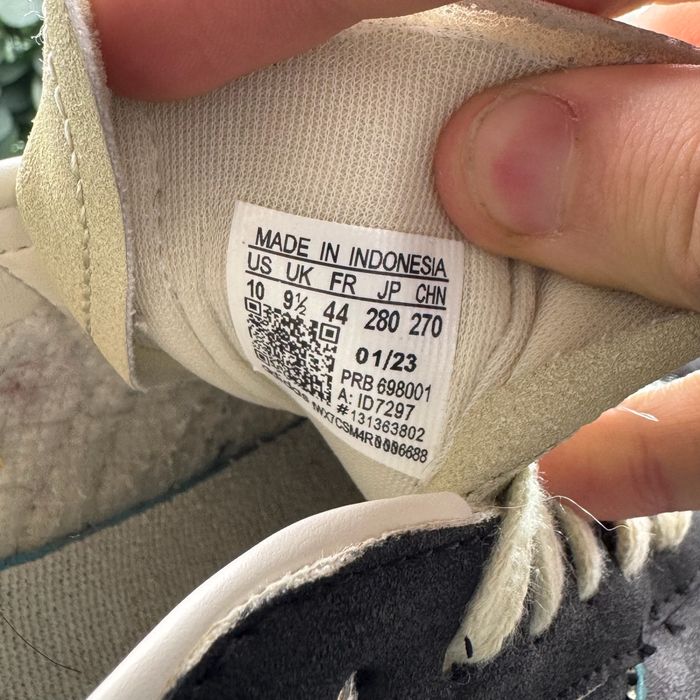 MADE IN INDONESIA
US UK FR JP CHN
10 9½ 44 280 270
01/23
PRB 698001
A: ID7297
#131363802
adidas